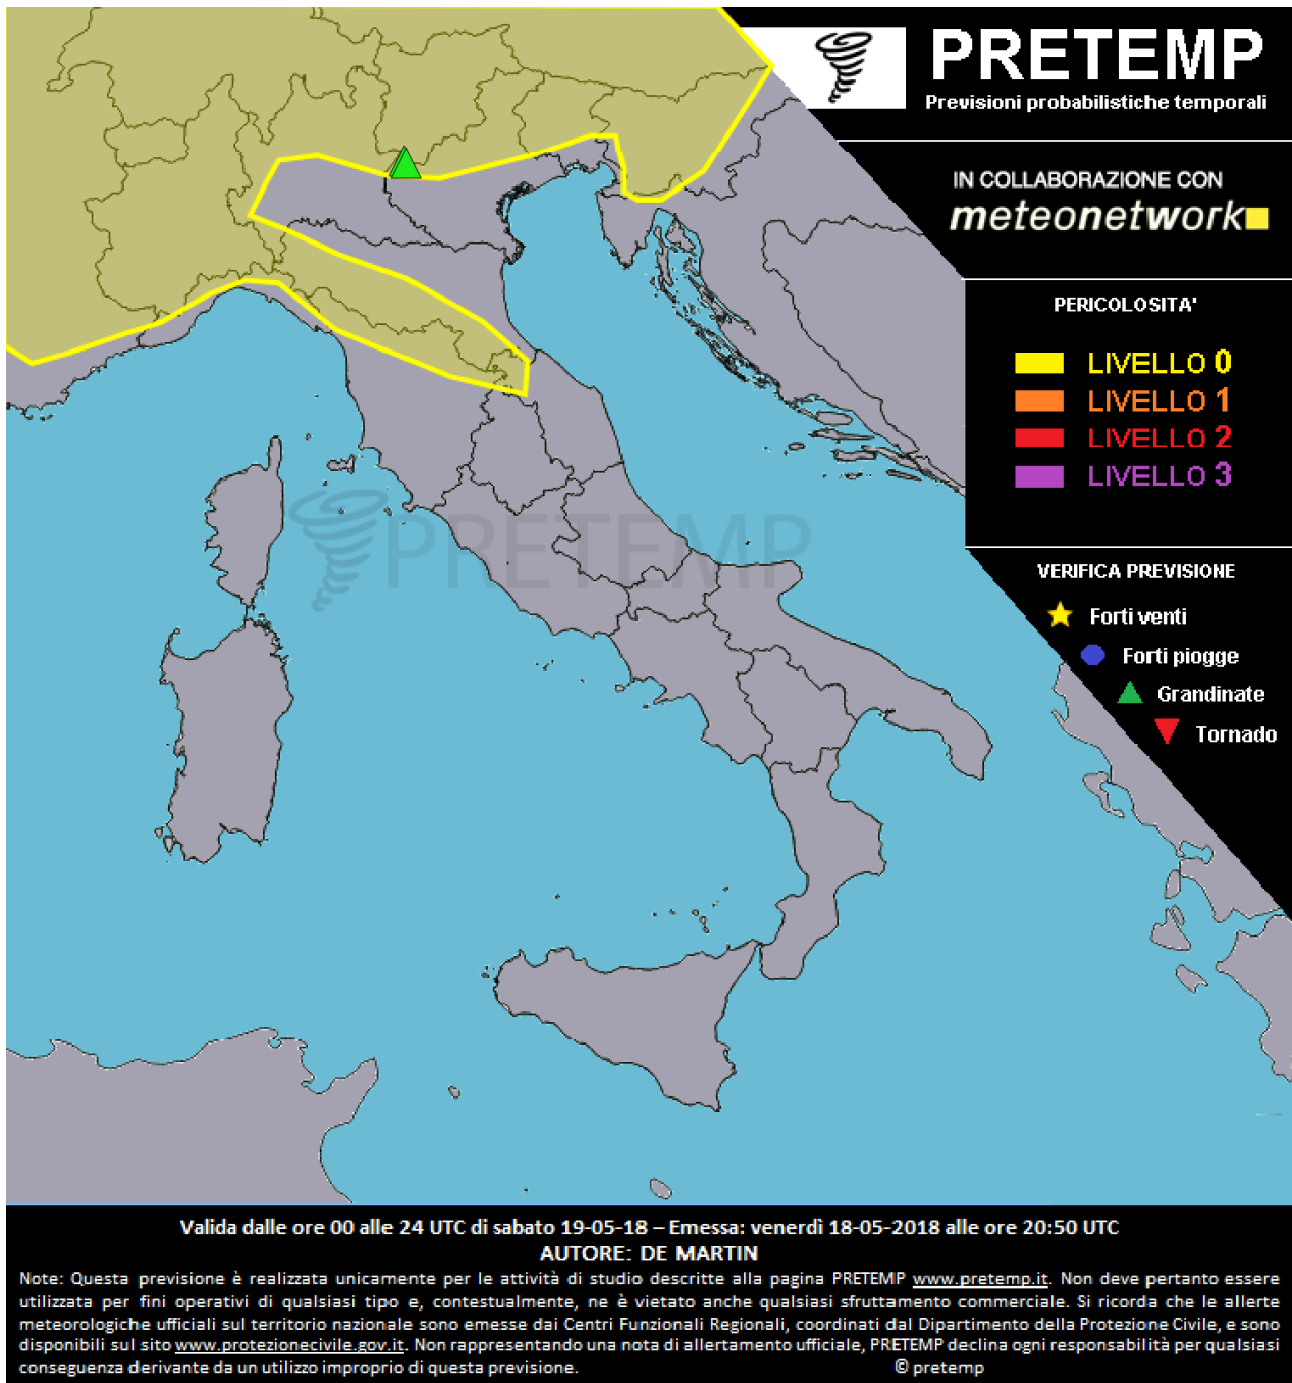 PRETEMP
Previsioni probabilistiche temporali
IN COLLABORAZIONE CON
meteonetwork
PERICOLOSITA'
LIVELLO 0
LIVELLO 1
LIVELLO 2
LIVELLO 3
VERIFICA PREVISIONE
Forti venti
Forti piogge
Grandinate
Tornado
PRETEMP
Valida dalle ore 00 alle 24 UTC di sabato 19-05-18 – Emessa: venerdì 18-05-2018 alle ore 20:50 UTC
AUTORE: DE MARTIN
Note: Questa previsione è realizzata unicamente per le attività di studio descritte alla pagina PRETEMP www.pretemp.it. Non deve pertanto essere
utilizzata per fini operativi di qualsiasi tipo e, contestualmente, ne è vietato anche qualsiasi sfruttamento commerciale. Si ricorda che le allerte
meteorologiche ufficiali sul territorio nazionale sono emesse dai Centri Funzionali Regionali, coordinati dal Dipartimento della Protezione Civile, e sono
disponibili sul sito www.protezionecivile.gov.it. Non rappresentando una nota di allertamento ufficiale, PRETEMP declina ogni responsabilità per qualsiasi
conseguenza derivante da un utilizzo improprio di questa previsione. © pretemp